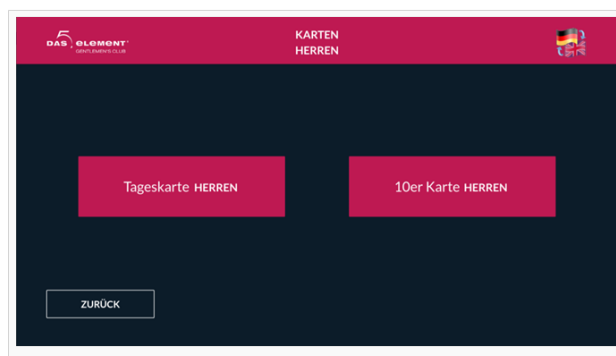 DAS 5. ELEMENT
GENTLEMEN'S CLUB
KARTEN
HERREN
Tageskarte HERREN
10er Karte HERREN
ZURÜCK